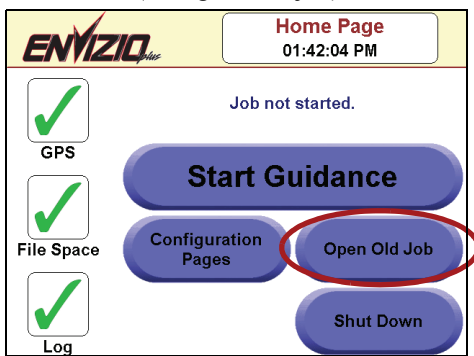 ENVIZIO plus
Home Page
01:42:04 PM
Job not started.
GPS
Start Guidance
File Space
Configuration
Pages
Open Old Job
Log
Shut Down